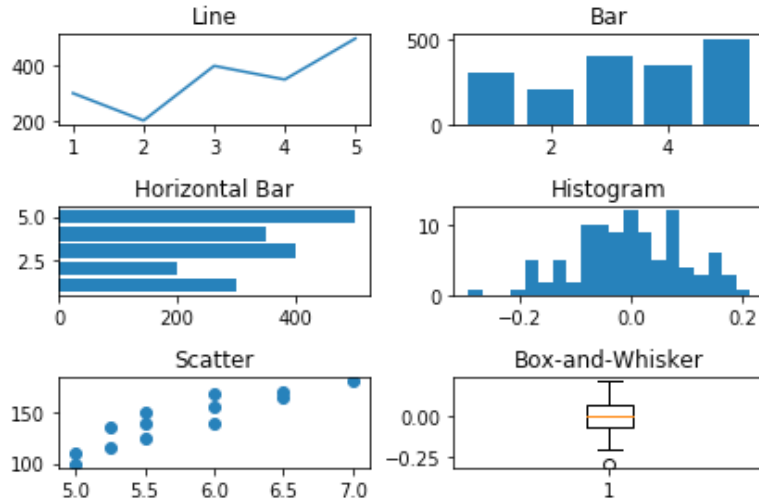 Line
400
200
1 2 3 4 5
Bar
500
0
2 4
Horizontal Bar
5.0
2.5
0 200 400
Histogram
10
0
−0.2 0.0 0.2
Scatter
150
100
5.0 5.5 6.0 6.5 7.0
Box-and-Whisker
0.00
−0.25
1